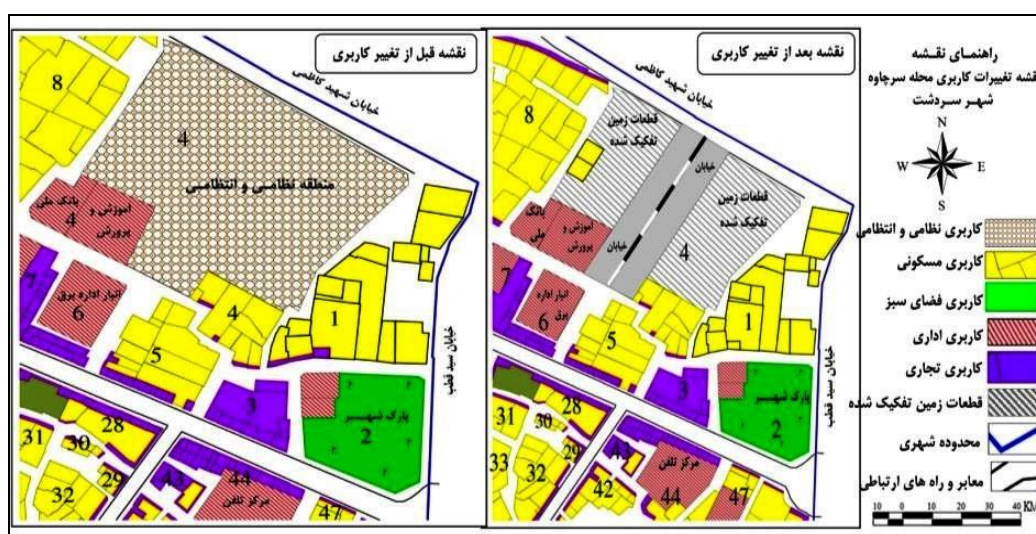 نقشه قبل از تغییر کاربری
خیابان شهید کاظمی
8
4
منطقه نظامی و انتظامی
آموزش و پرورش
بانک ملی
4
7
انبار اداره برق
6
4
5
1
3
خیابان سید قطب
پارک شهر
2
28
31
30
29
32
43
44
مرکز تلفن
47
نقشه بعد از تغییر کاربری
خیابان شهید کاظمی
8
قطعات زمین
تفکیک شده
خیابان
قطعات زمین
تفکیک شده
بانک
ملی
آموزش و
پرورش
خیابان
4
7
انبار اداره
برق
6
5
1
3
خیابان سید قطب
پارک شهر
2
28
31
30
29
33
32
43
42
مرکز تلفن
44
47
راهنمای نقشه
نقشه تغییرات کاربری محله سرچاوه
شهر سردشت
N
W E
S
کاربری نظامی و انتظامی
کاربری مسکونی
کاربری فضای سبز
کاربری اداری
کاربری تجاری
قطعات زمین تفکیک شده
محدوده شهری
معابر و راه های ارتباطی
10 0 10 20 30 40 KM